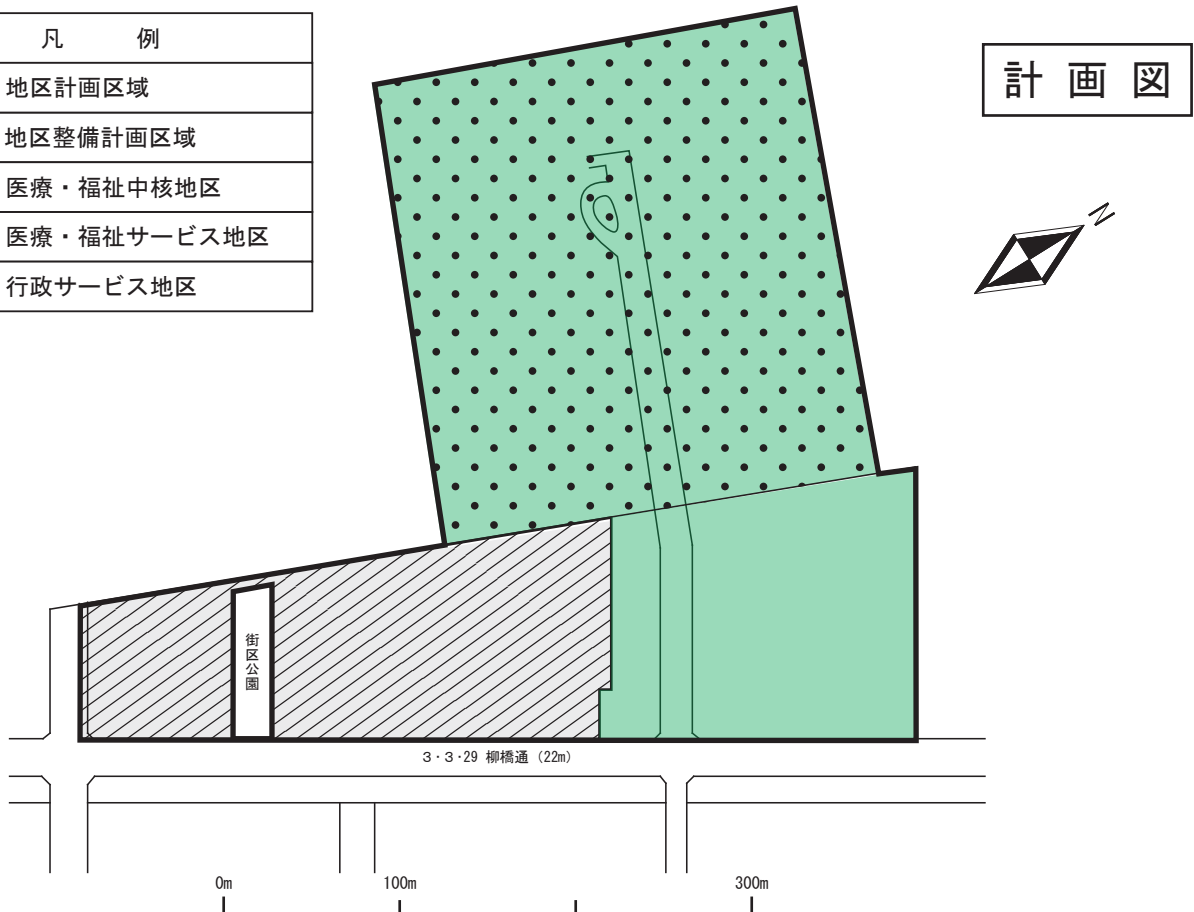 凡 例
地区計画区域
地区整備計画区域
医療・福祉中核地区
医療・福祉サービス地区
行政サービス地区
計 画 図
N
街区公園
3・3・29 柳橋通（22m）
0m 100m 300m